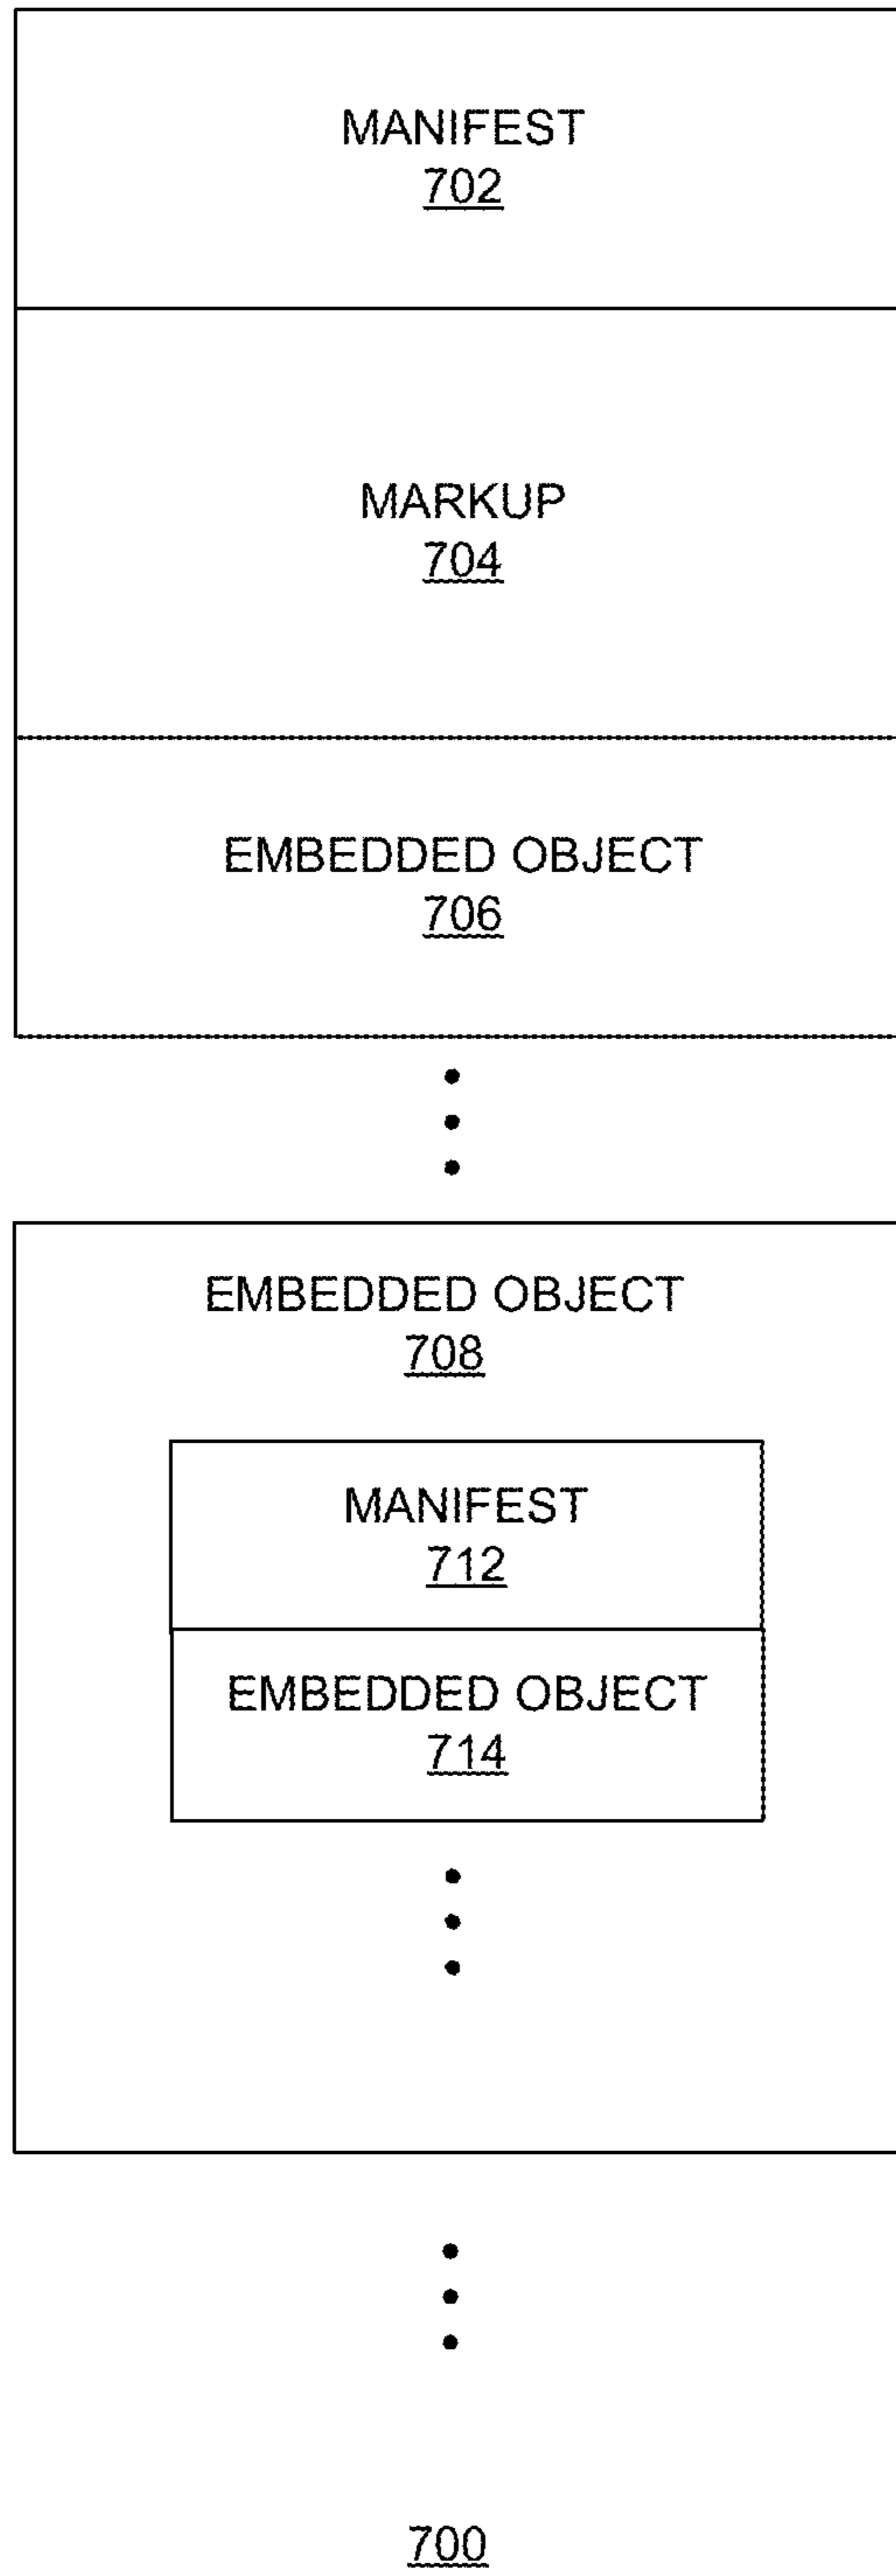 MANIFEST
702
MARKUP
704
EMBEDDED OBJECT
706
EMBEDDED OBJECT
708
MANIFEST
712
EMBEDDED OBJECT
714
700